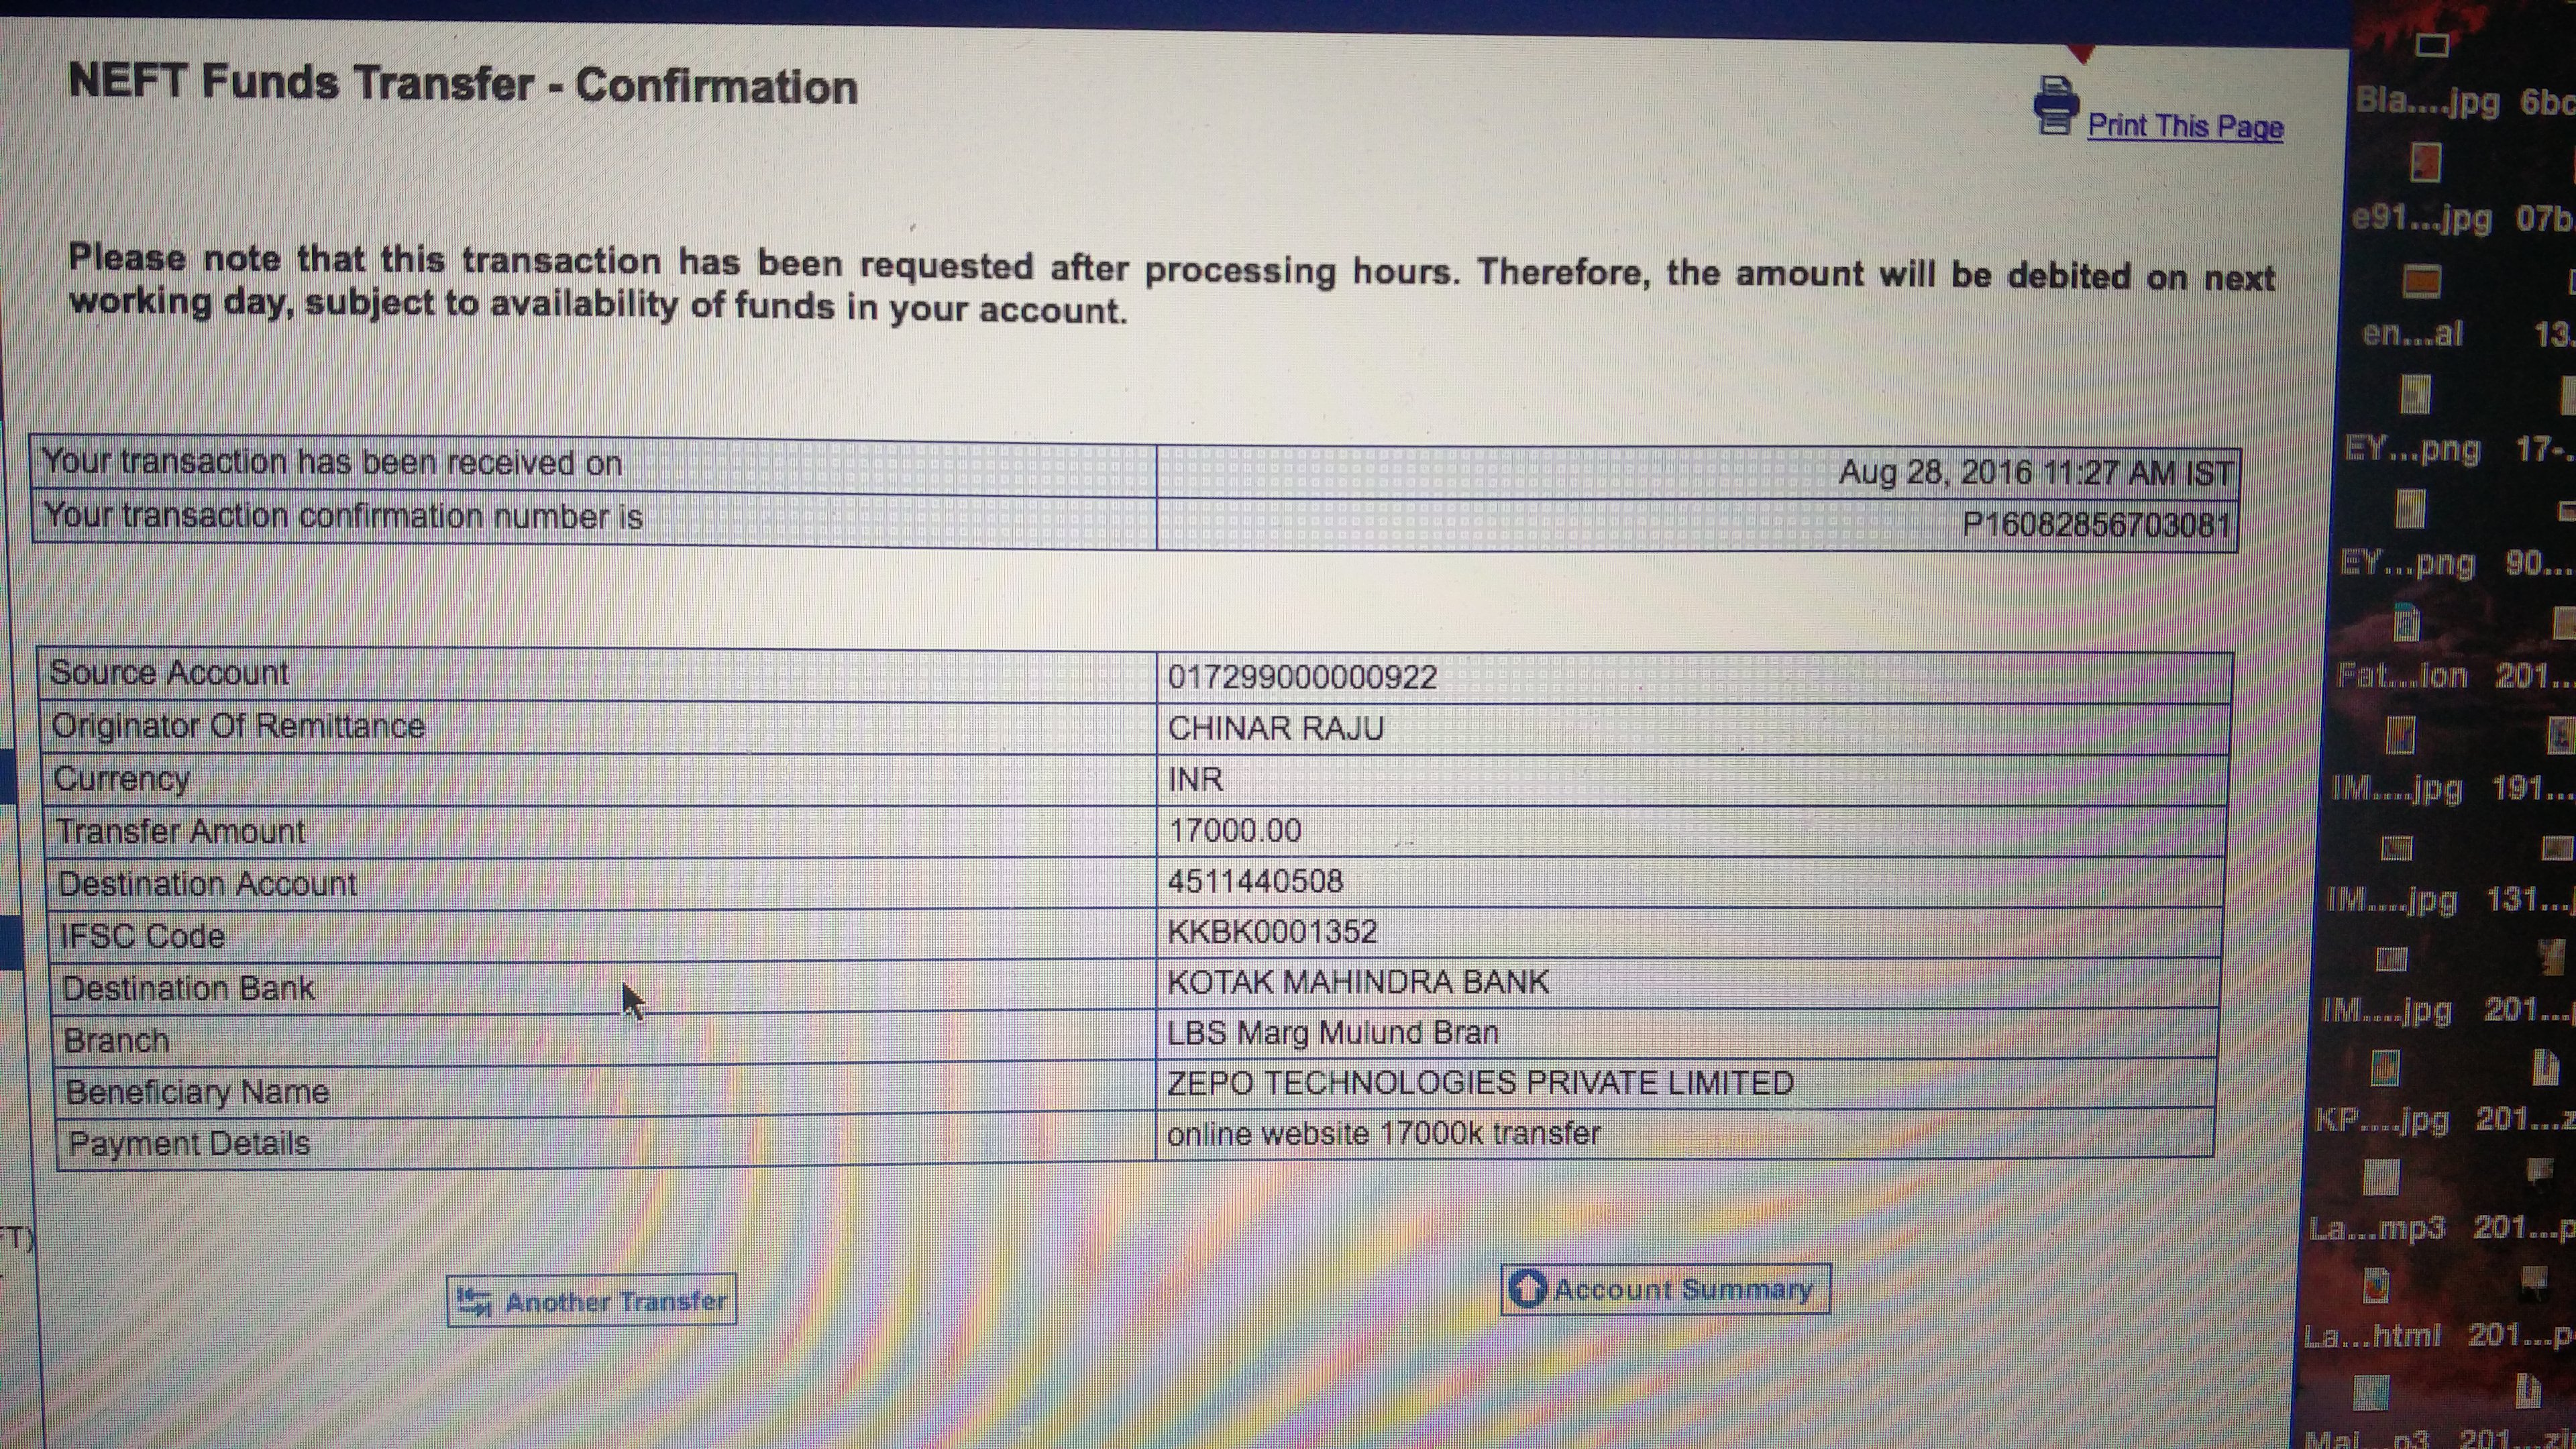 NEFT Funds Transfer - Confirmation
Print This Page
Please note that this transaction has been requested after processing hours. Therefore, the amount will be debited on next
working day, subject to availability of funds in your account.
Your transaction has been received on Aug 28, 2016 11:27 AM IST
Your transaction confirmation number is P16082856703081
Source Account 017299000000922
Originator Of Remittance CHINAR RAJU
Currency INR
Transfer Amount 17000.00
Destination Account 4511440508
IFSC Code KKBK0001352
Destination Bank KOTAK MAHINDRA BANK
Branch LBS Marg Mulund Bran
Beneficiary Name ZEPO TECHNOLOGIES PRIVATE LIMITED
Payment Details online website 17000k transfer
Another Transfer
Account Summary
Bla....jpg
e91...jpg
en...al
EY...png
EY...png
Fat...ion 201...
IM....jpg 191...
IM....jpg 131...
IM....jpg 201...
KP....jpg 201...z
La...mp3 201...p
La...html 201...p